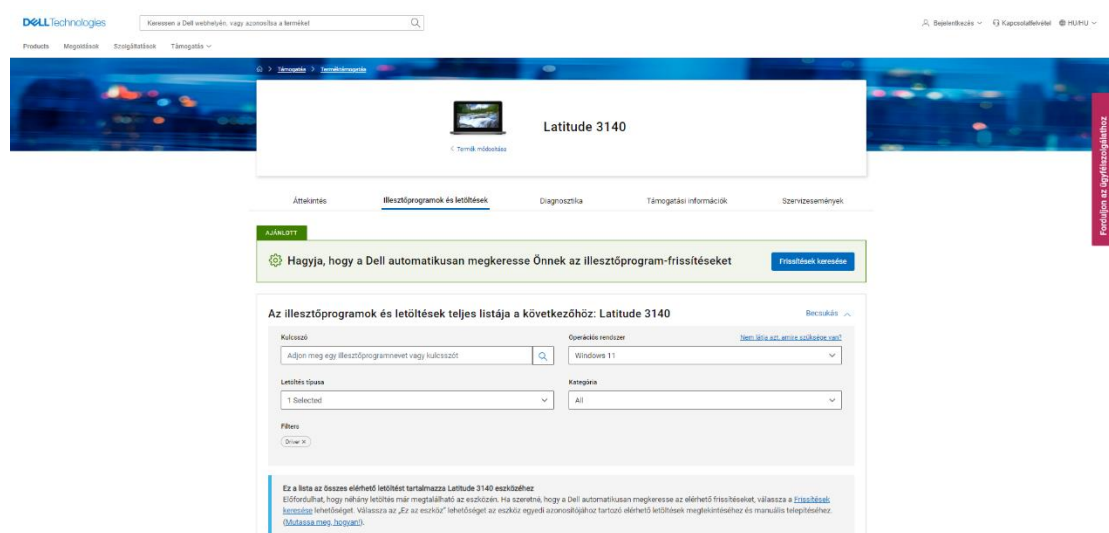 DELL Technologies
Keressen a Dell webhelyén, vagy azonosítsa a terméket
Bejelentkezés
Kapcsolatfelvétel
HU/HU
Products Megoldások Szolgáltatások Támogatás
Támogatás > Terméktámogatás
Latitude 3140
< Termék módosítása
Áttekintés Illesztőprogramok és letöltések Diagnosztika Támogatási információk Szervizesemények
Forduljon az ügyfélszolgálathoz
AJÁNLOTT
Hagyja, hogy a Dell automatikusan megkeresse Önnek az illesztőprogram-frissítéseket
Frissítések keresése
Az illesztőprogramok és letöltések teljes listája a következőhöz: Latitude 3140
Becsukás
Kulcsszó
Adjon meg egy illesztőprogramnevet vagy kulcsszót
Operációs rendszer
Nem látja azt, amire szüksége van?
Windows 11
Letöltés típusa
1 Selected
Kategória
All
Filters
Driver ×
Ez a lista az összes elérhető letöltést tartalmazza Latitude 3140 eszközéhez
Előfordulhat, hogy néhány letöltés már megtalálható az eszközén. Ha szeretné, hogy a Dell automatikusan megkeresse az elérhető frissítéseket, válassza a Frissítések
keresése lehetőséget. Válassza az „Ez az eszköz” lehetőséget az eszköz egyedi azonosítójához tartozó elérhető letöltések megtekintéséhez és manuális telepítéséhez.
(Mutassa meg, hogyan!).